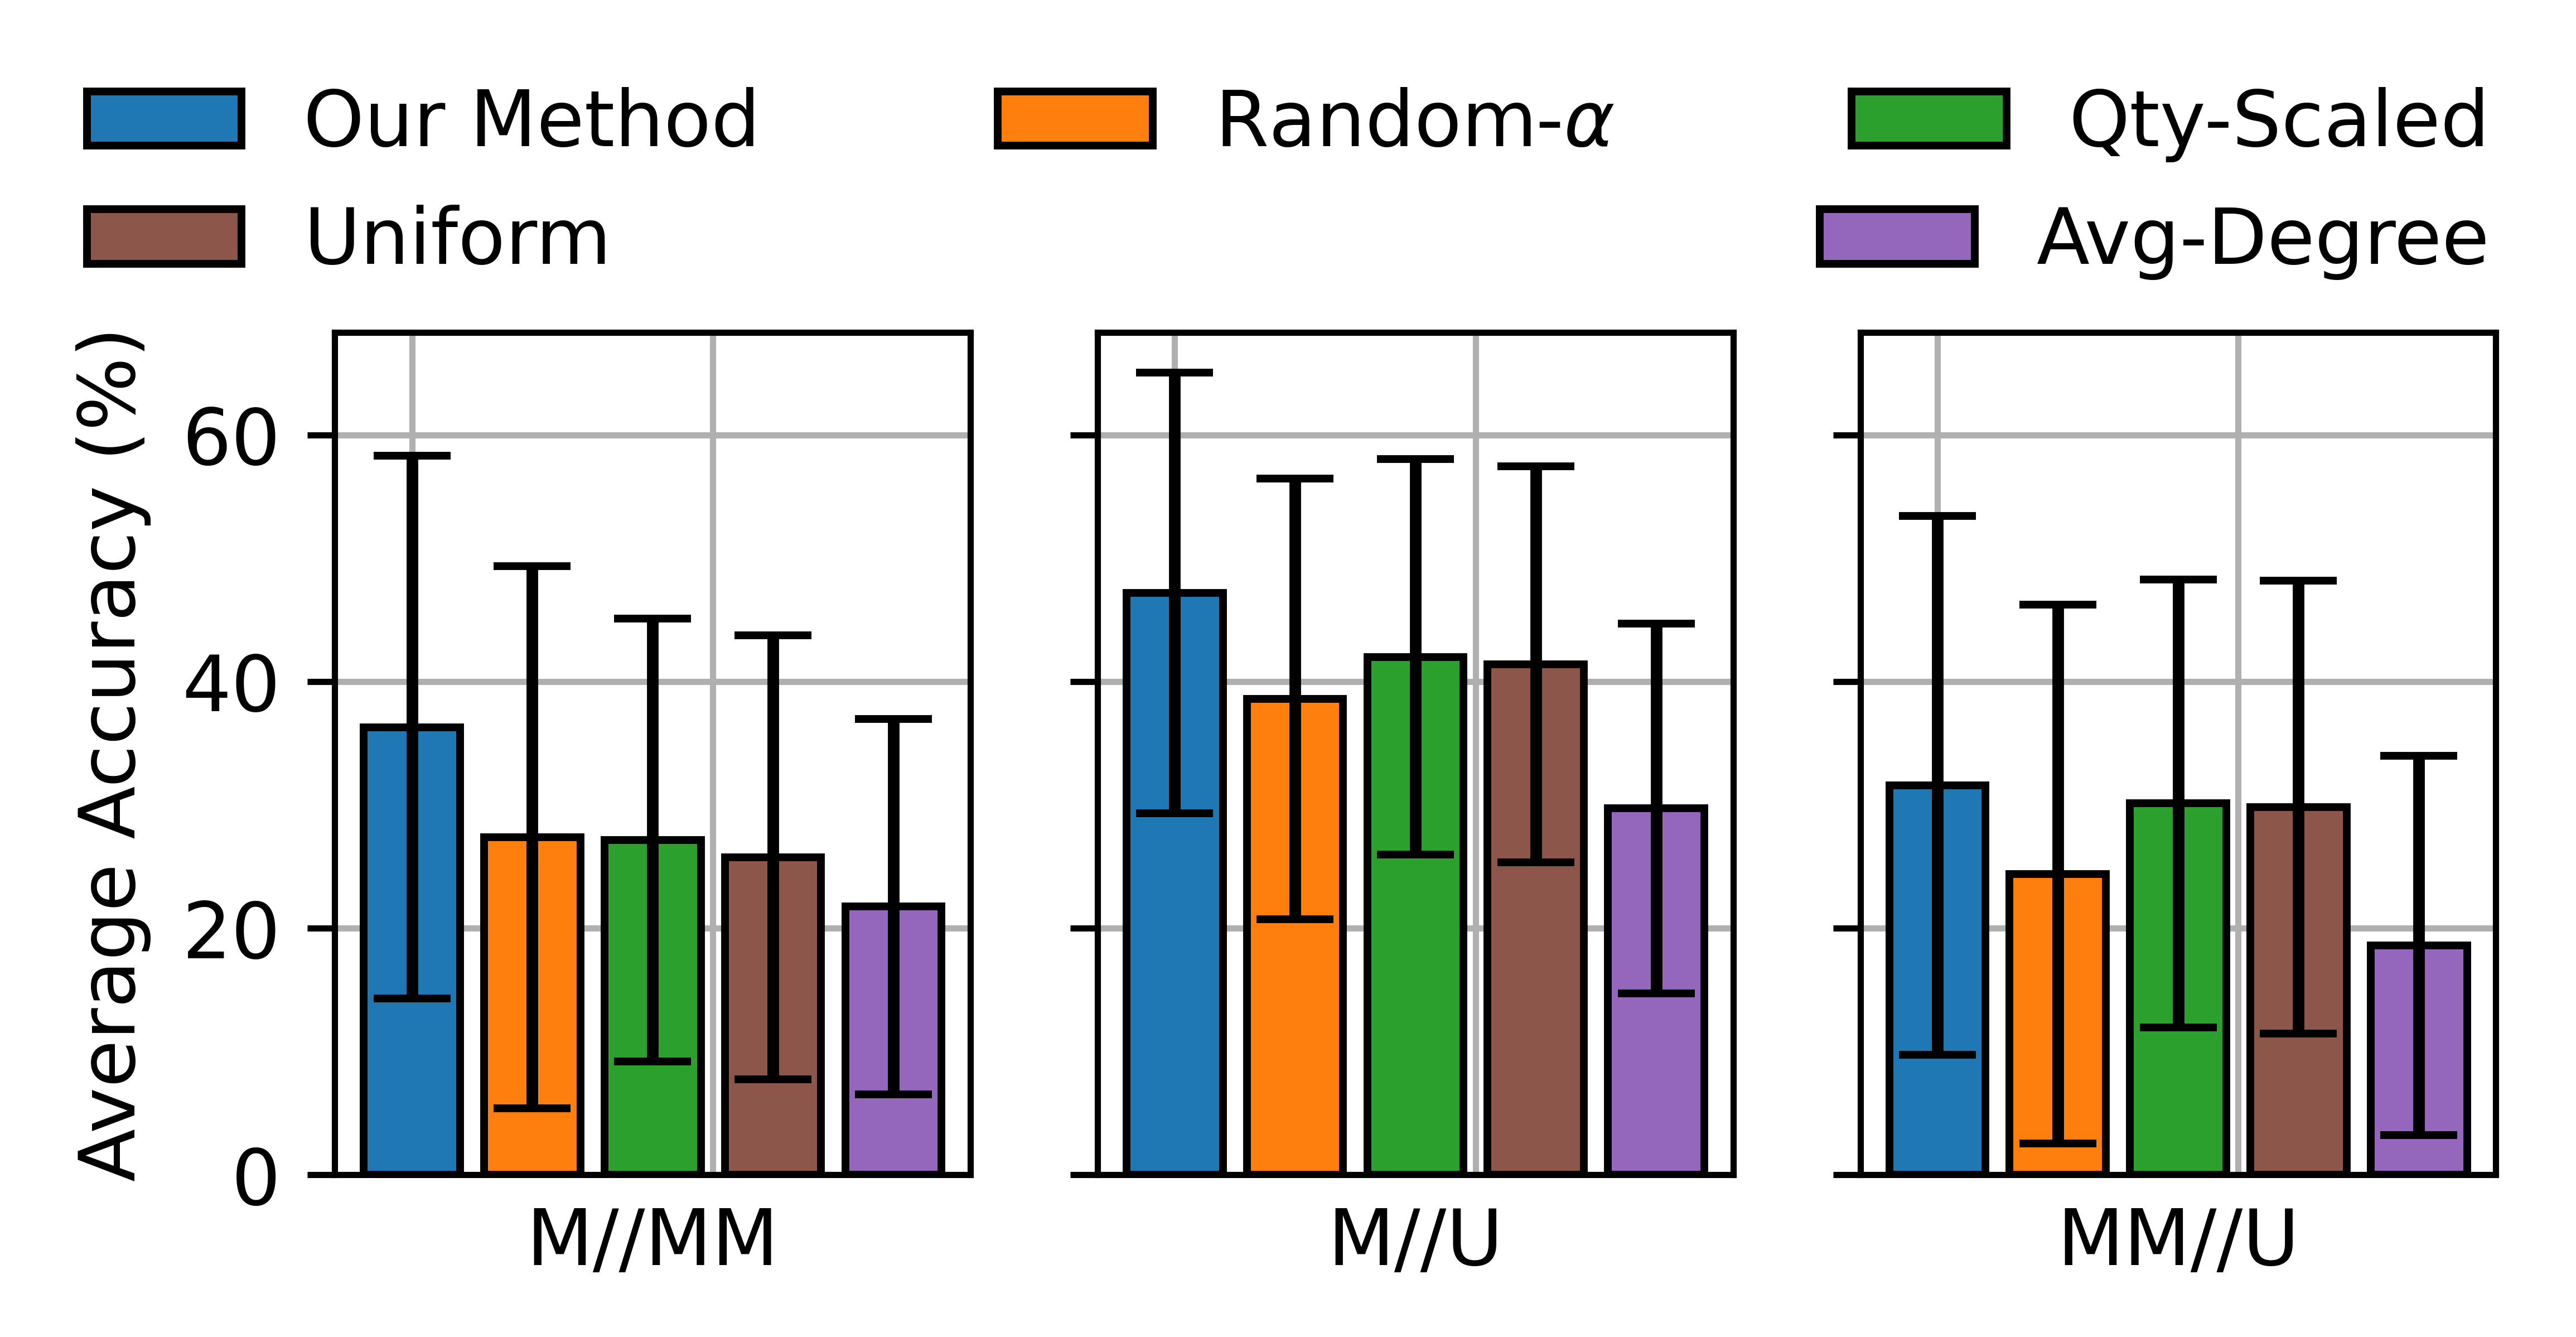 Our Method
Random-α
Qty-Scaled
Uniform
Avg-Degree
Average Accuracy (%)
60
40
20
0
M//MM
M//U
MM//U